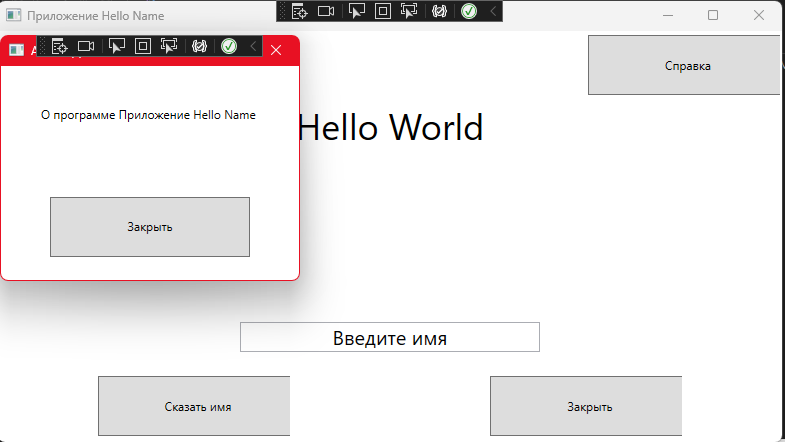 Приложение Hello Name
Справка
О программе Приложение Hello Name
Hello World
Закрыть
Введите имя
Сказать имя
Закрыть